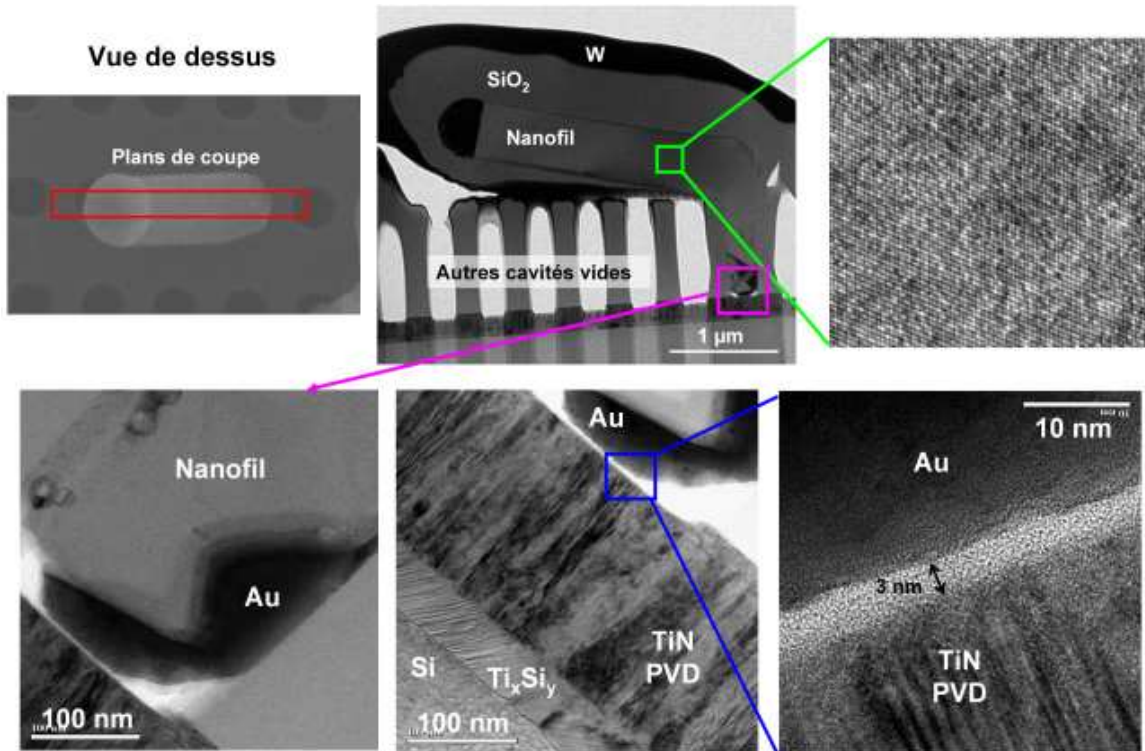 Vue de dessus
Plans de coupe
W
SiO₂
Nanofil
Autres cavités vides
1 µm
Nanofil
Au
100 nm
Au
Si
TiₓSiᵧ
TiN
PVD
100 nm
10 nm
Au
3 nm
TiN
PVD